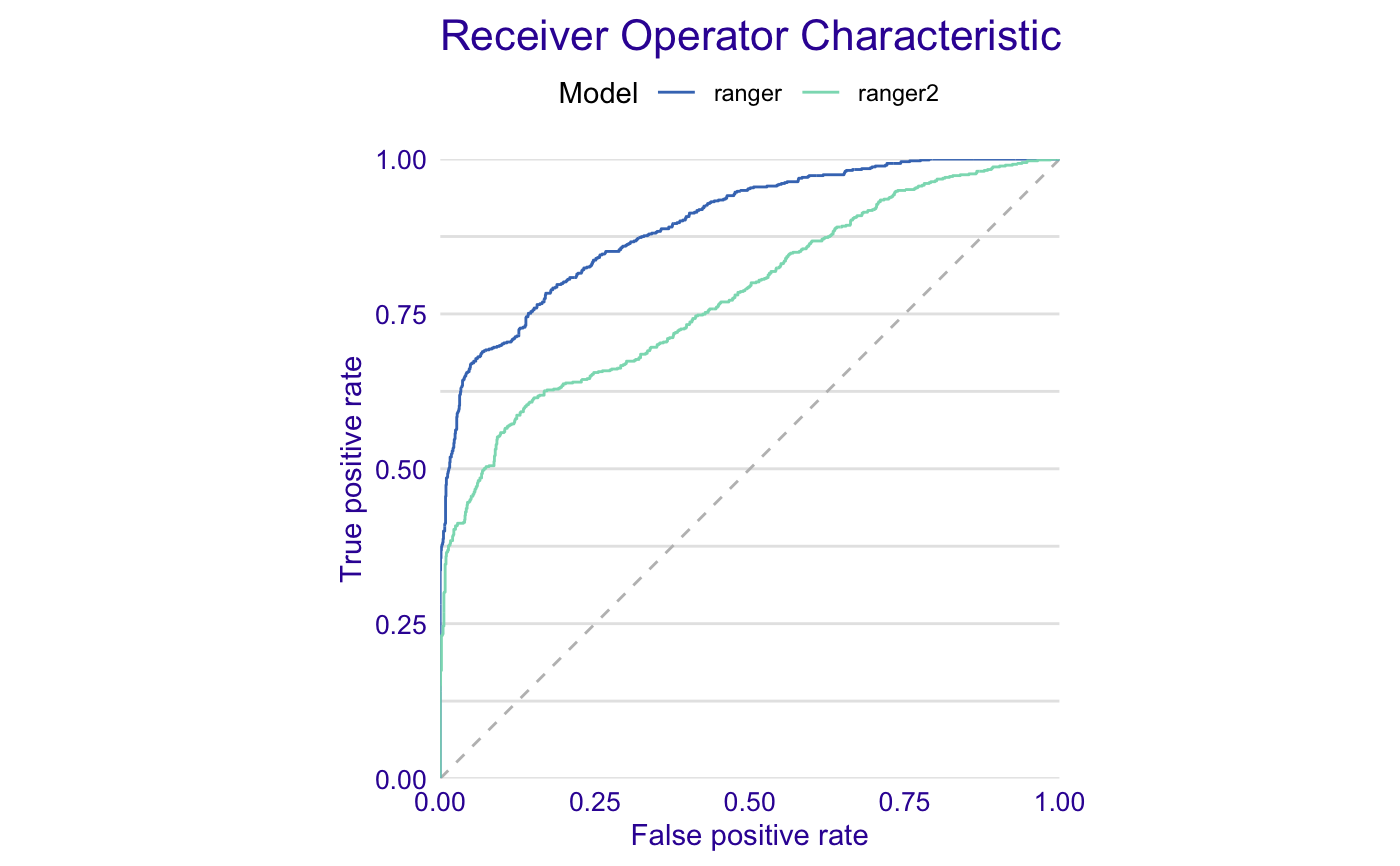 Receiver Operator Characteristic
Model ranger ranger2
1.00
0.75
0.50
0.25
0.00
True positive rate
0.00 0.25 0.50 0.75 1.00
False positive rate